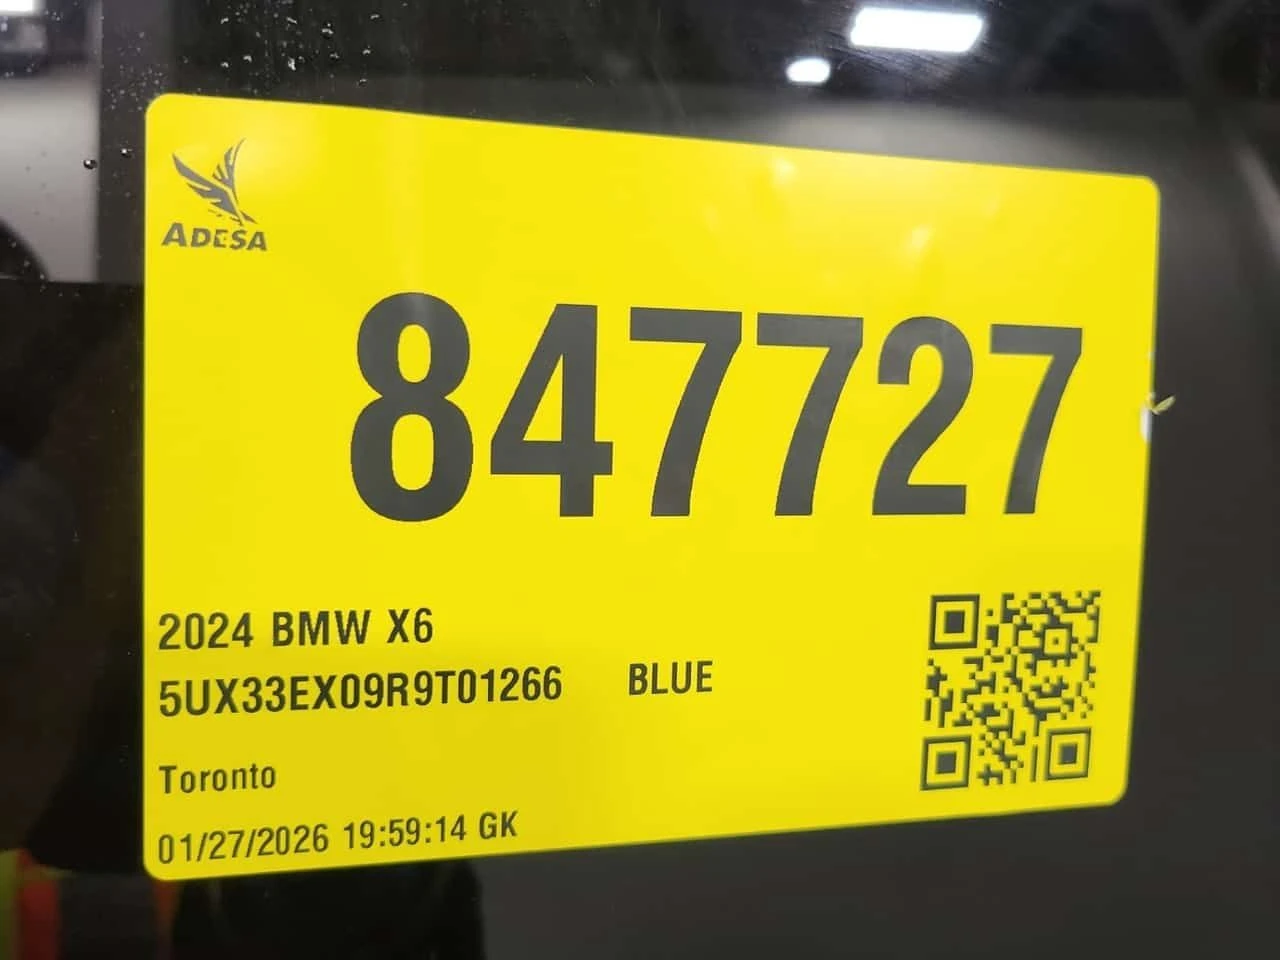 ADESA
847727
2024 BMW X6
5UX33EX09R9T01266 BLUE
Toronto
01/27/2026 19:59:14 GK